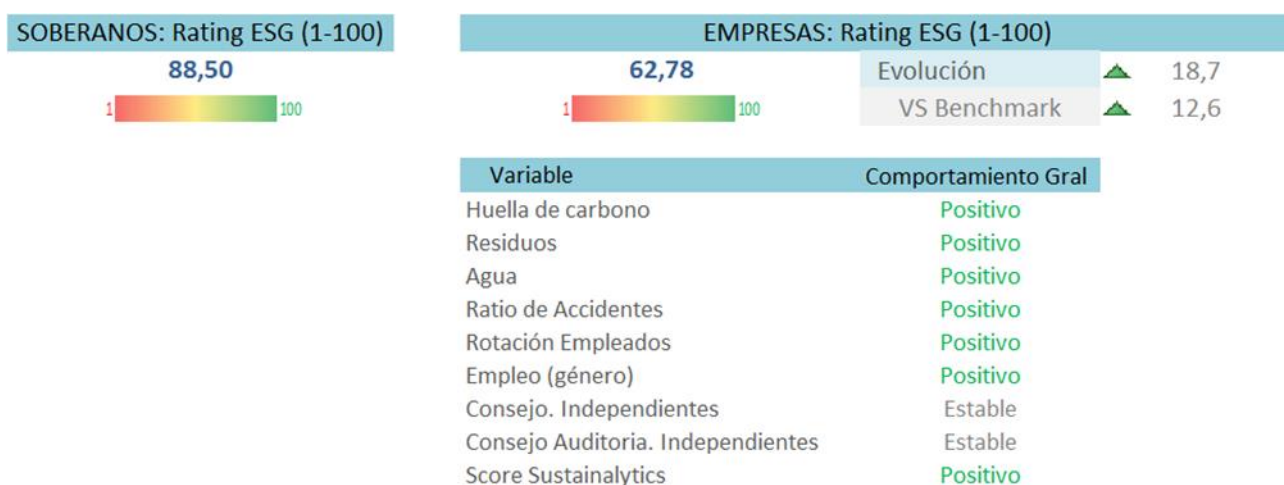 SOBERANOS: Rating ESG (1-100)
88,50
1 100
EMPRESAS: Rating ESG (1-100)
62,78
1 100
Evolución 18,7
VS Benchmark 12,6
Variable Comportamiento Gral
Huella de carbono Positivo
Residuos Positivo
Agua Positivo
Ratio de Accidentes Positivo
Rotación Empleados Positivo
Empleo (género) Positivo
Consejo. Independientes Estable
Consejo Auditoria. Independientes Estable
Score Sustainalytics Positivo